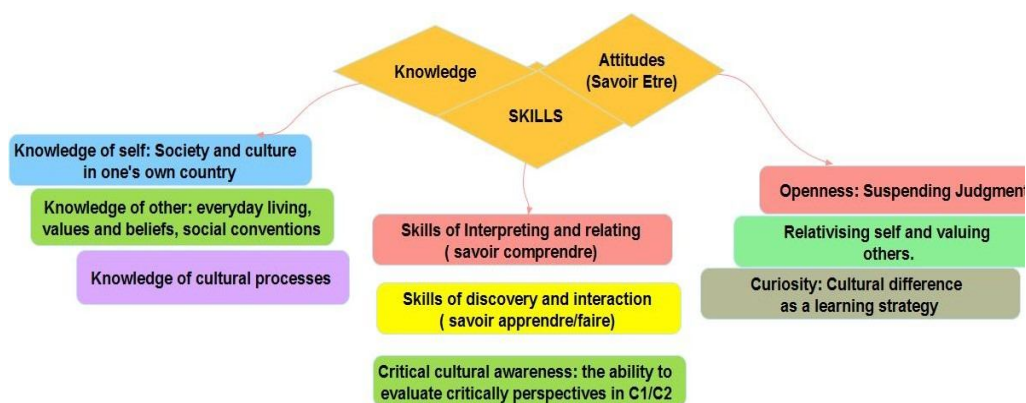 Knowledge
Attitudes
(Savoir Etre)
SKILLS
Knowledge of self: Society and culture
in one's own country
Knowledge of other: everyday living,
values and beliefs, social conventions
Knowledge of cultural processes
Skills of Interpreting and relating
( savoir comprendre)
Skills of discovery and interaction
( savoir apprendre/faire)
Critical cultural awareness: the ability to
evaluate critically perspectives in C1/C2
Openness: Suspending Judgment
Relativising self and valuing
others.
Curiosity: Cultural difference
as a learning strategy